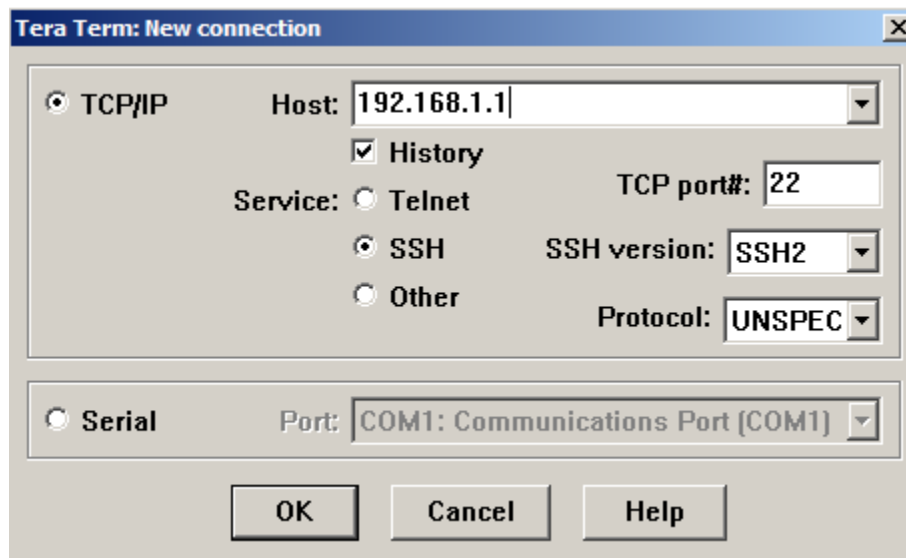 Tera Term: New connection
TCP/IP Host: 192.168.1.1
History
Service: Telnet TCP port#: 22
SSH SSH version: SSH2
Other Protocol: UNSPEC
Serial Port: COM1: Communications Port (COM1)
OK Cancel Help